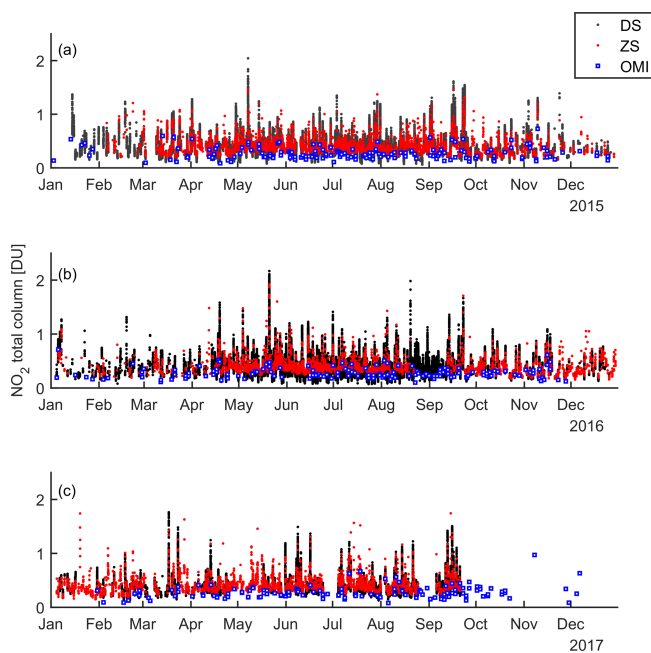 DS
ZS
OMI
(a)
2
1
0
Jan Feb Mar Apr May Jun Jul Aug Sep Oct Nov Dec
2015
NO2 total column [DU]
(b)
2
1
0
Jan Feb Mar Apr May Jun Jul Aug Sep Oct Nov Dec
2016
(c)
2
1
0
Jan Feb Mar Apr May Jun Jul Aug Sep Oct Nov Dec
2017